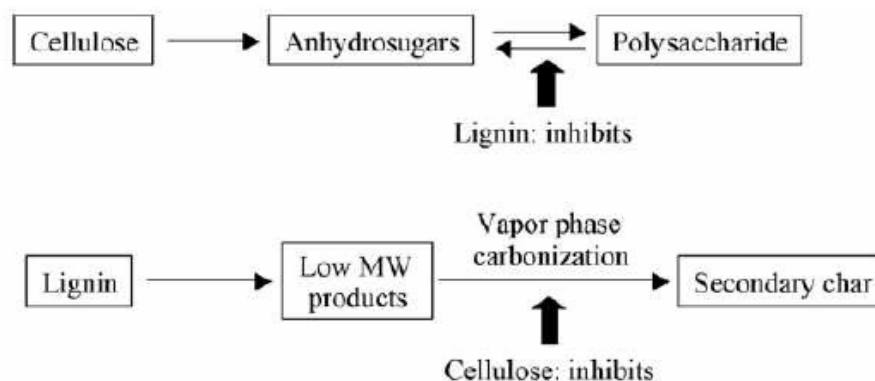 Cellulose
Anhydrosugars
Polysaccharide
Lignin: inhibits
Vapor phase
carbonization
Lignin
Low MW
products
Secondary char
Cellulose: inhibits